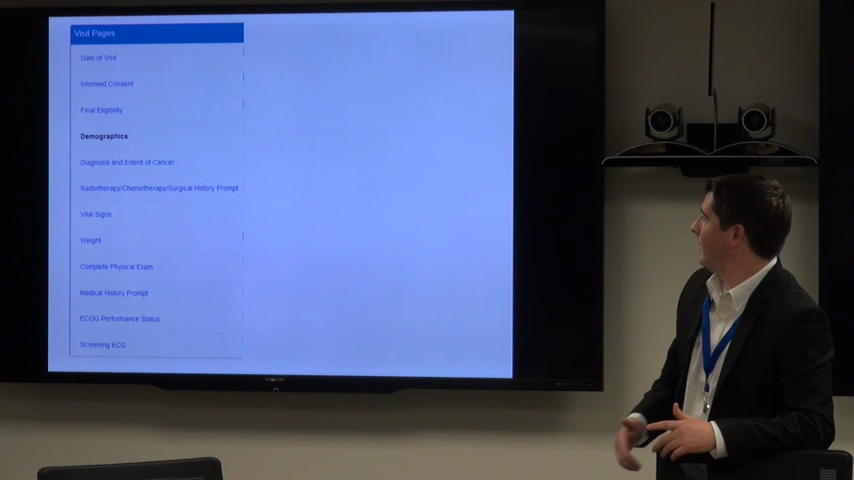 Visit Pages
Date of Visit
Informed Consent
Final Eligibility
Demographics
Diagnosis and Extent of Cancer
Radiotherapy/Chemotherapy/Surgical History Prompt
Vital Signs
Weight
Complete Physical Exam
Medical History Prompt
ECOG Performance Status
Screening ECG